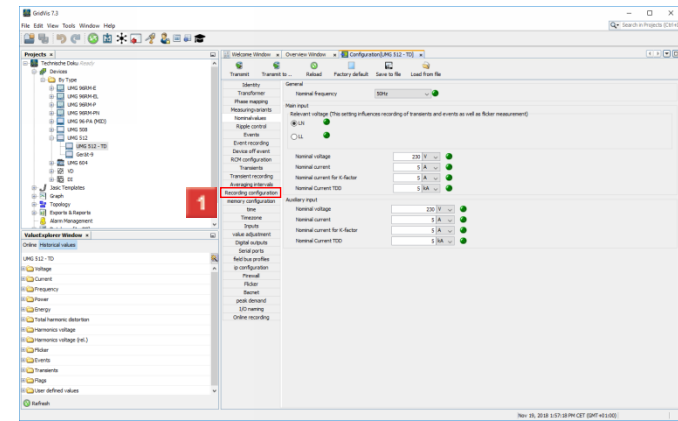 GridVis 7.3
File Edit View Tools Window Help
Search in Projects (Ctrl+I
Projects
Technische Doku Ready
Devices
By Type
UMG 96RM-E
UMG 96RM-EL
UMG 96RM-P
UMG 96RM-PN
UMG 96-PA (MID)
UMG 508
UMG 512
UMG 512 - TD
Gerät-9
UMG 604
VD
Jasic Templates
Graph
Topology
Exports & Reports
Alarm Management
ValueExplorer Window
Online Historical values
UMG 512 - TD
Voltage
Current
Frequency
Power
Energy
Total harmonic distortion
Harmonics voltage
Harmonics voltage (rel.)
Flicker
Events
Transients
Flags
User defined values
Refresh
Welcome Window Overview Window Configuration[UMG 512 - TD]
Transmit Transmit to ... Reload Factory default Save to file Load from file
Identity
Transformer
Phase mapping
Measuring variants
Nominal values
Ripple control
Events
Event recording
Device off event
RCM configuration
Transients
Transient recording
Averaging intervals
Recording configuration
memory configuration
time
Timezone
Inputs
value adjustment
Digital outputs
Serial ports
field bus profiles
ip configuration
Firewall
Flicker
Bacnet
peak demand
I/O naming
Online recording
1
General
Nominal frequency 50Hz
Main input
Relevant voltage (This setting influences recording of transients and events as well as flicker measurement)
LN
LL
Nominal voltage 230 V
Nominal current 5 A
Nominal current for K-factor 5 A
Nominal Current TDD 5 kA
Auxiliary input
Nominal voltage 230 V
Nominal current 5 A
Nominal current for K-factor 5 A
Nominal Current TDD 5 kA
Nov 19, 2018 1:57:18 PM CET (GMT +01:00)